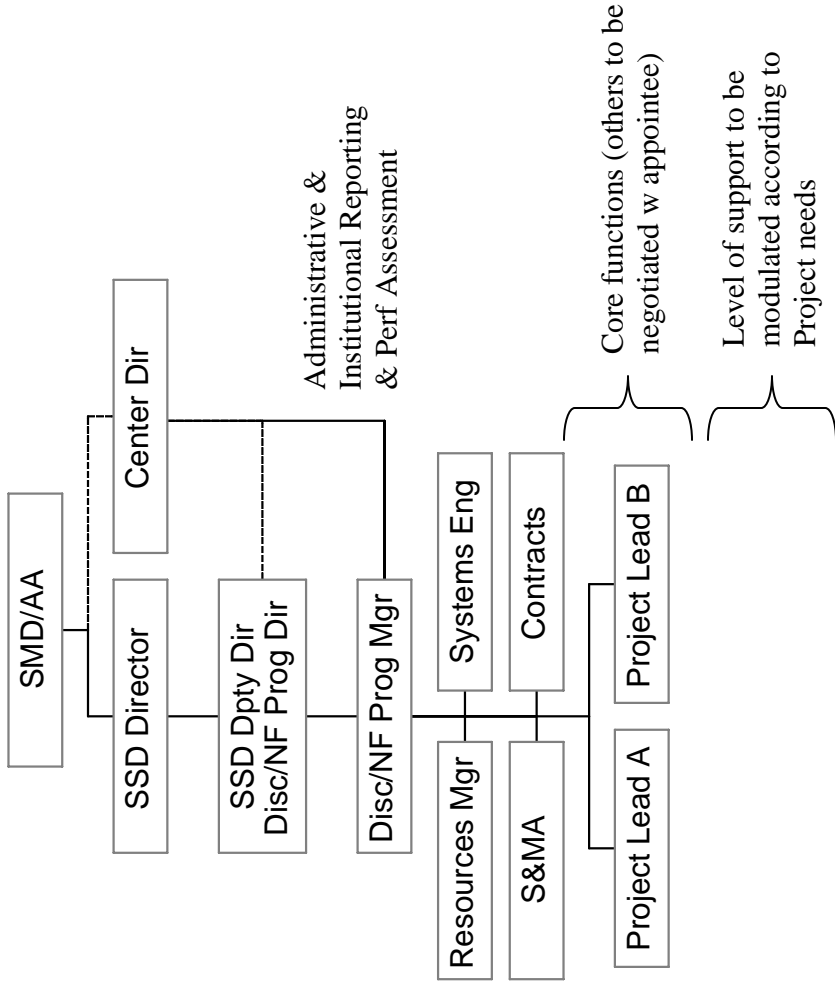 SMD/AA
SSD Director
Center Dir
SSD Dpty Dir
Disc/NF Prog Dir
Administrative &
Institutional Reporting
& Perf Assessment
Disc/NF Prog Mgr
Resources Mgr
Systems Eng
S&MA
Contracts
Core functions (others to be
negotiated w appointee)
Project Lead A
Project Lead B
Level of support to be
modulated according to
Project needs